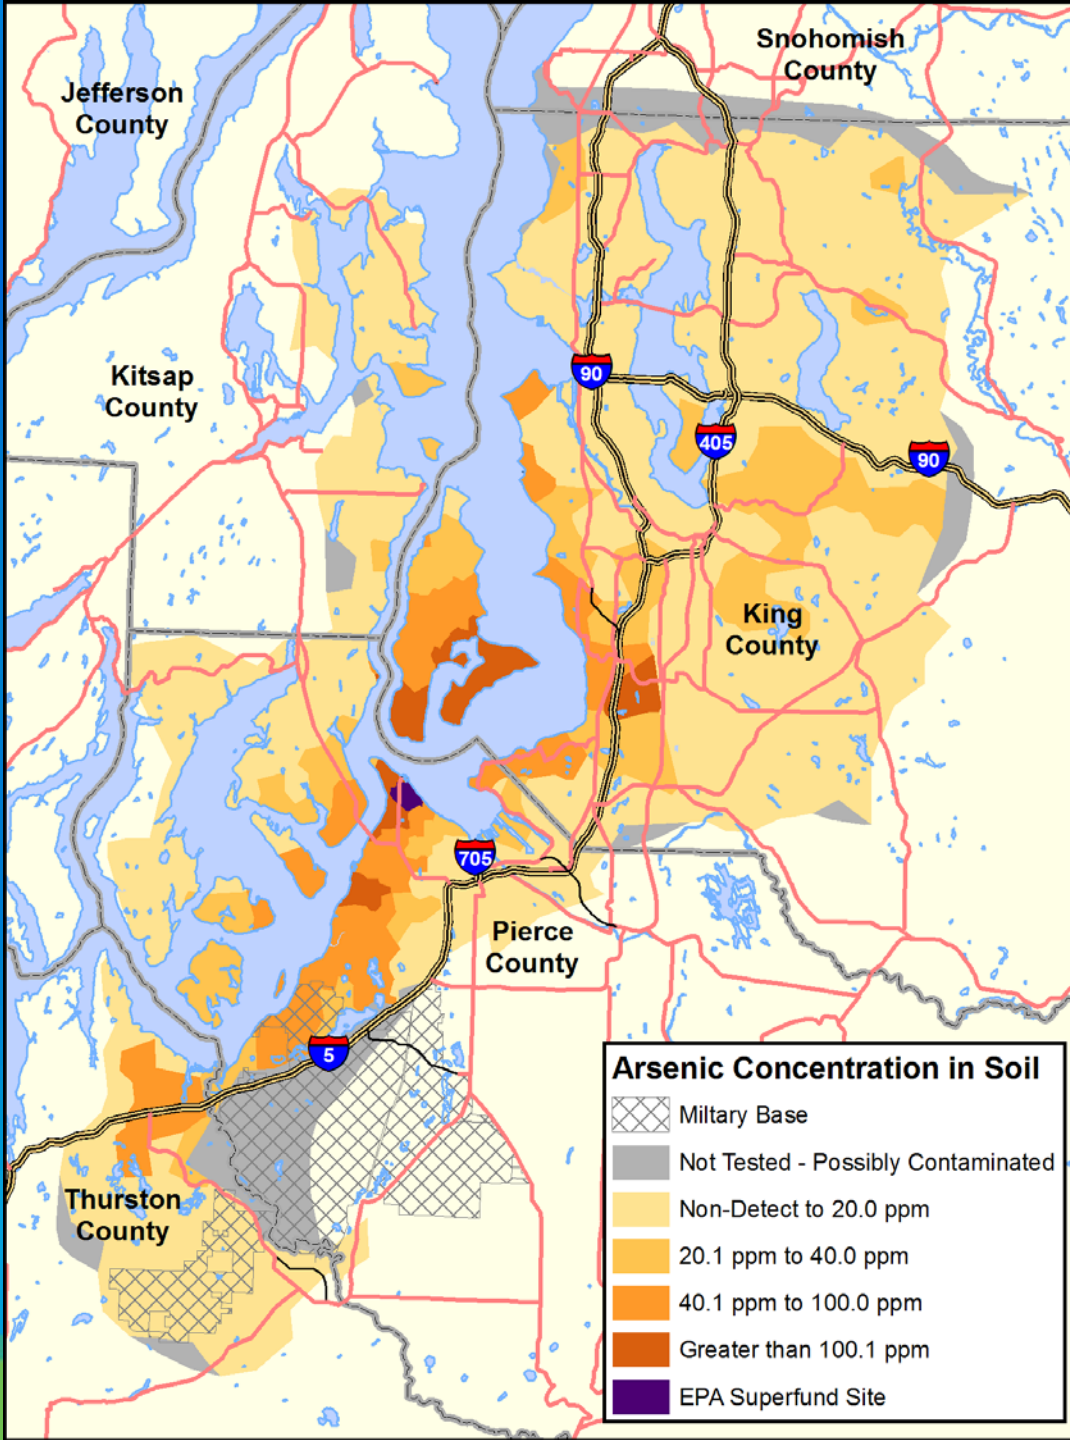 Snohomish
County
Jefferson
County
90
Kitsap
County
405
90
King
County
705
Pierce
County
5
Thurston
County
Arsenic Concentration in Soil
Miltary Base
Not Tested - Possibly Contaminated
Non-Detect to 20.0 ppm
20.1 ppm to 40.0 ppm
40.1 ppm to 100.0 ppm
Greater than 100.1 ppm
EPA Superfund Site